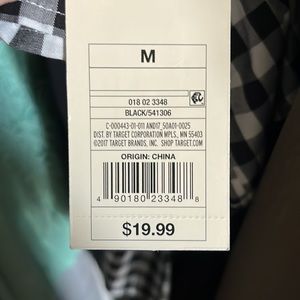 M
018 02 3348
BLACK/541306
C-000443-01-011 AND17_50A01-0025
DIST. BY TARGET CORPORATION MPLS., MN 55403
©2017 TARGET BRANDS, INC. SHOP TARGET.COM
ORIGIN: CHINA
4 90180 23348 8
$19.99